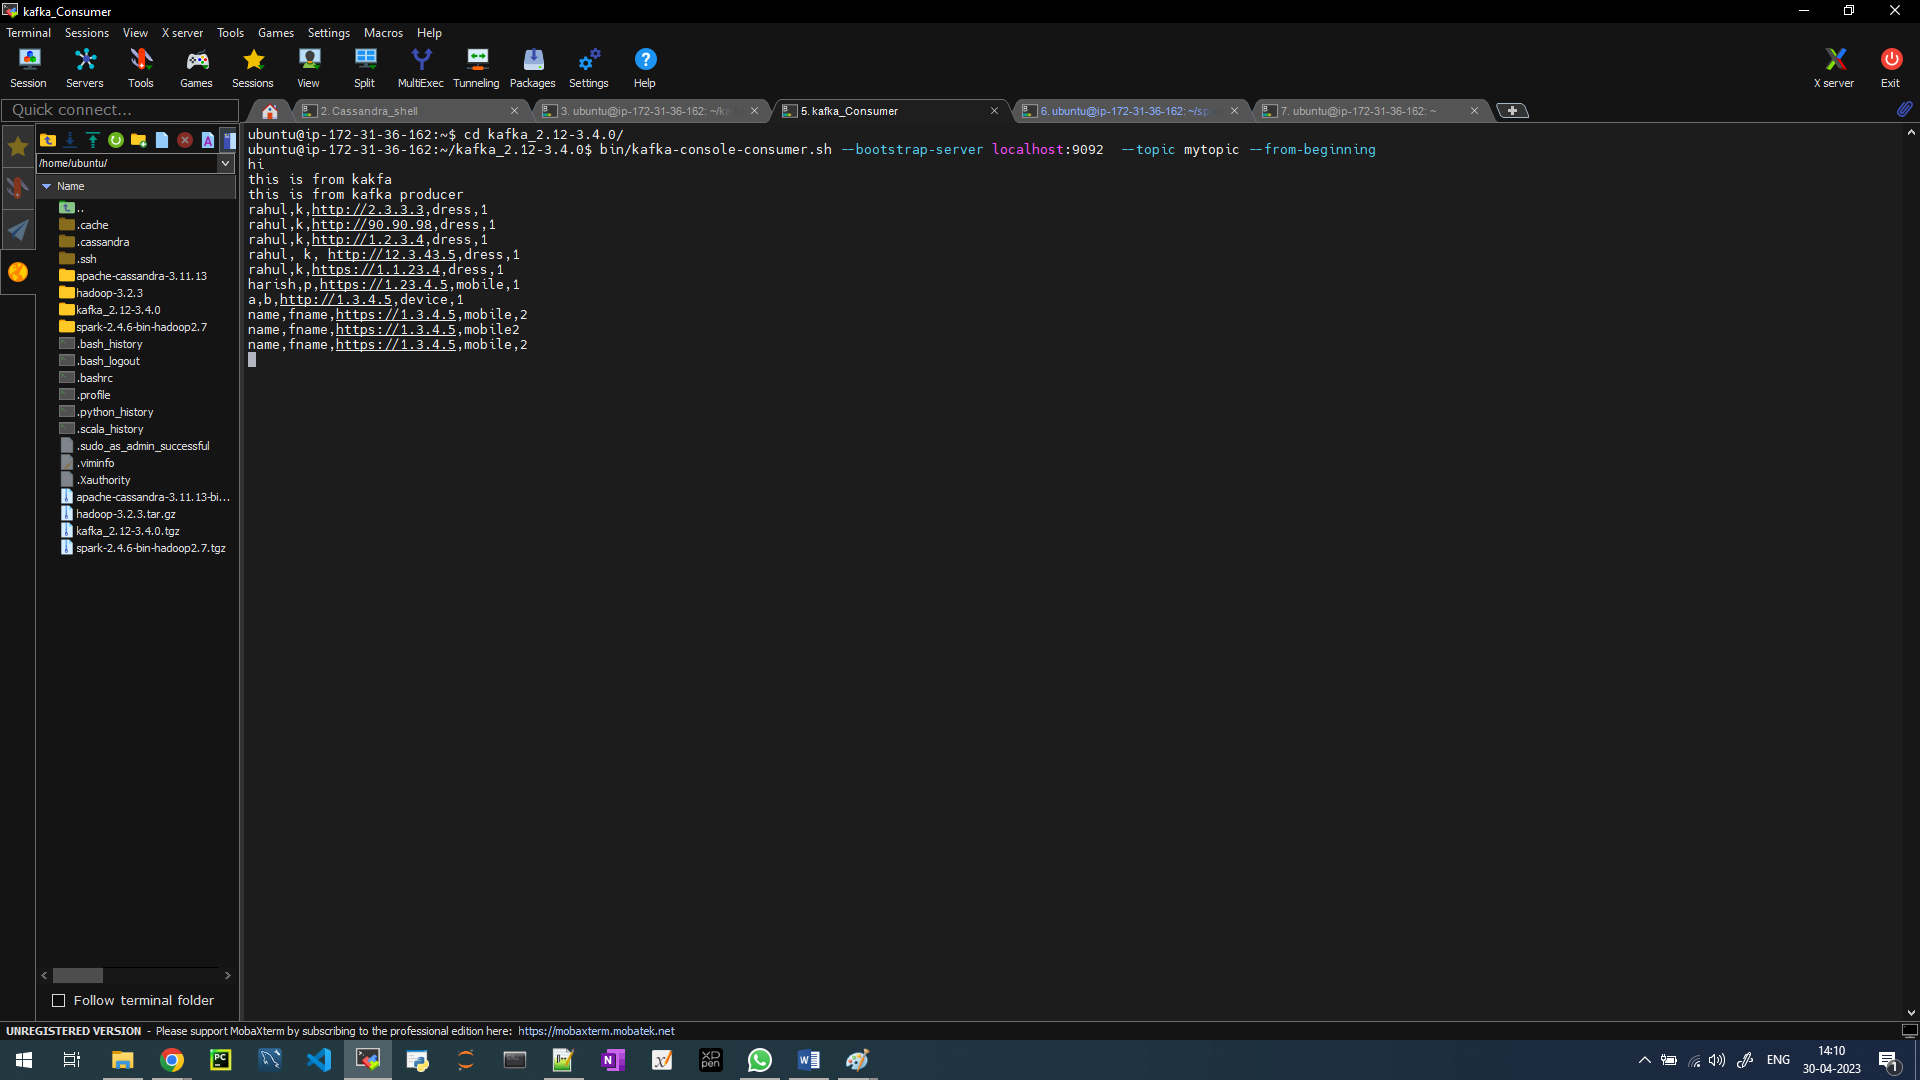 kafka_Consumer
Terminal Sessions View X server Tools Games Settings Macros Help
Session Servers Tools Games Sessions View Split MultiExec Tunneling Packages Settings Help X server Exit
Quick connect...
2. Cassandra_shell
3. ubuntu@ip-172-31-36-162: ~/ka
5. kafka_Consumer
6. ubuntu@ip-172-31-36-162: ~/sp
7. ubuntu@ip-172-31-36-162: ~
/home/ubuntu/
Name
..
.cache
.cassandra
.ssh
apache-cassandra-3.11.13
hadoop-3.2.3
kafka_2.12-3.4.0
spark-2.4.6-bin-hadoop2.7
.bash_history
.bash_logout
.bashrc
.profile
.python_history
.scala_history
.sudo_as_admin_successful
.viminfo
.Xauthority
apache-cassandra-3.11.13-bi...
hadoop-3.2.3.tar.gz
kafka_2.12-3.4.0.tgz
spark-2.4.6-bin-hadoop2.7.tgz
Follow terminal folder
ubuntu@ip-172-31-36-162:~$ cd kafka_2.12-3.4.0/
ubuntu@ip-172-31-36-162:~/kafka_2.12-3.4.0$ bin/kafka-console-consumer.sh --bootstrap-server localhost:9092  --topic mytopic --from-beginning
hi
this is from kakfa
this is from kafka producer
rahul,k,http://2.3.3.3,dress,1
rahul,k,http://90.90.98,dress,1
rahul,k,http://1.2.3.4,dress,1
rahul, k, http://12.3.43.5,dress,1
rahul,k,https://1.1.23.4,dress,1
harish,p,https://1.23.4.5,mobile,1
a,b,http://1.3.4.5,device,1
name,fname,https://1.3.4.5,mobile,2
name,fname,https://1.3.4.5,mobile2
name,fname,https://1.3.4.5,mobile,2
UNREGISTERED VERSION - Please support MobaXterm by subscribing to the professional edition here: https://mobaxterm.mobatek.net
ENG
14:10
30-04-2023
1